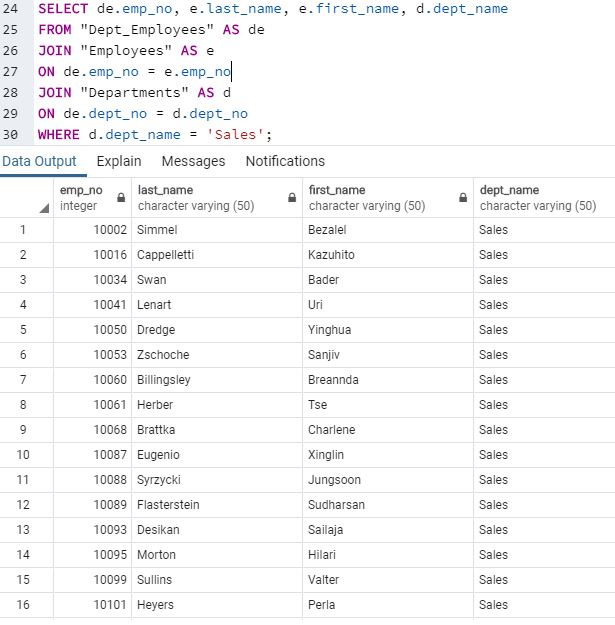 24 SELECT de.emp_no, e.last_name, e.first_name, d.dept_name
25 FROM "Dept_Employees" AS de
26 JOIN "Employees" AS e
27 ON de.emp_no = e.emp_no
28 JOIN "Departments" AS d
29 ON de.dept_no = d.dept_no
30 WHERE d.dept_name = 'Sales';
Data Output Explain Messages Notifications
emp_no last_name first_name dept_name
integer character varying (50) character varying (50) character varying (50)
1 10002 Simmel Bezalel Sales
2 10016 Cappelletti Kazuhito Sales
3 10034 Swan Bader Sales
4 10041 Lenart Uri Sales
5 10050 Dredge Yinghua Sales
6 10053 Zschoche Sanjiv Sales
7 10060 Billingsley Breannda Sales
8 10061 Herber Tse Sales
9 10068 Brattka Charlene Sales
10 10087 Eugenio Xinglin Sales
11 10088 Syrzycki Jungsoon Sales
12 10089 Flasterstein Sudharsan Sales
13 10093 Desikan Sailaja Sales
14 10095 Morton Hilari Sales
15 10099 Sullins Valter Sales
16 10101 Heyers Perla Sales